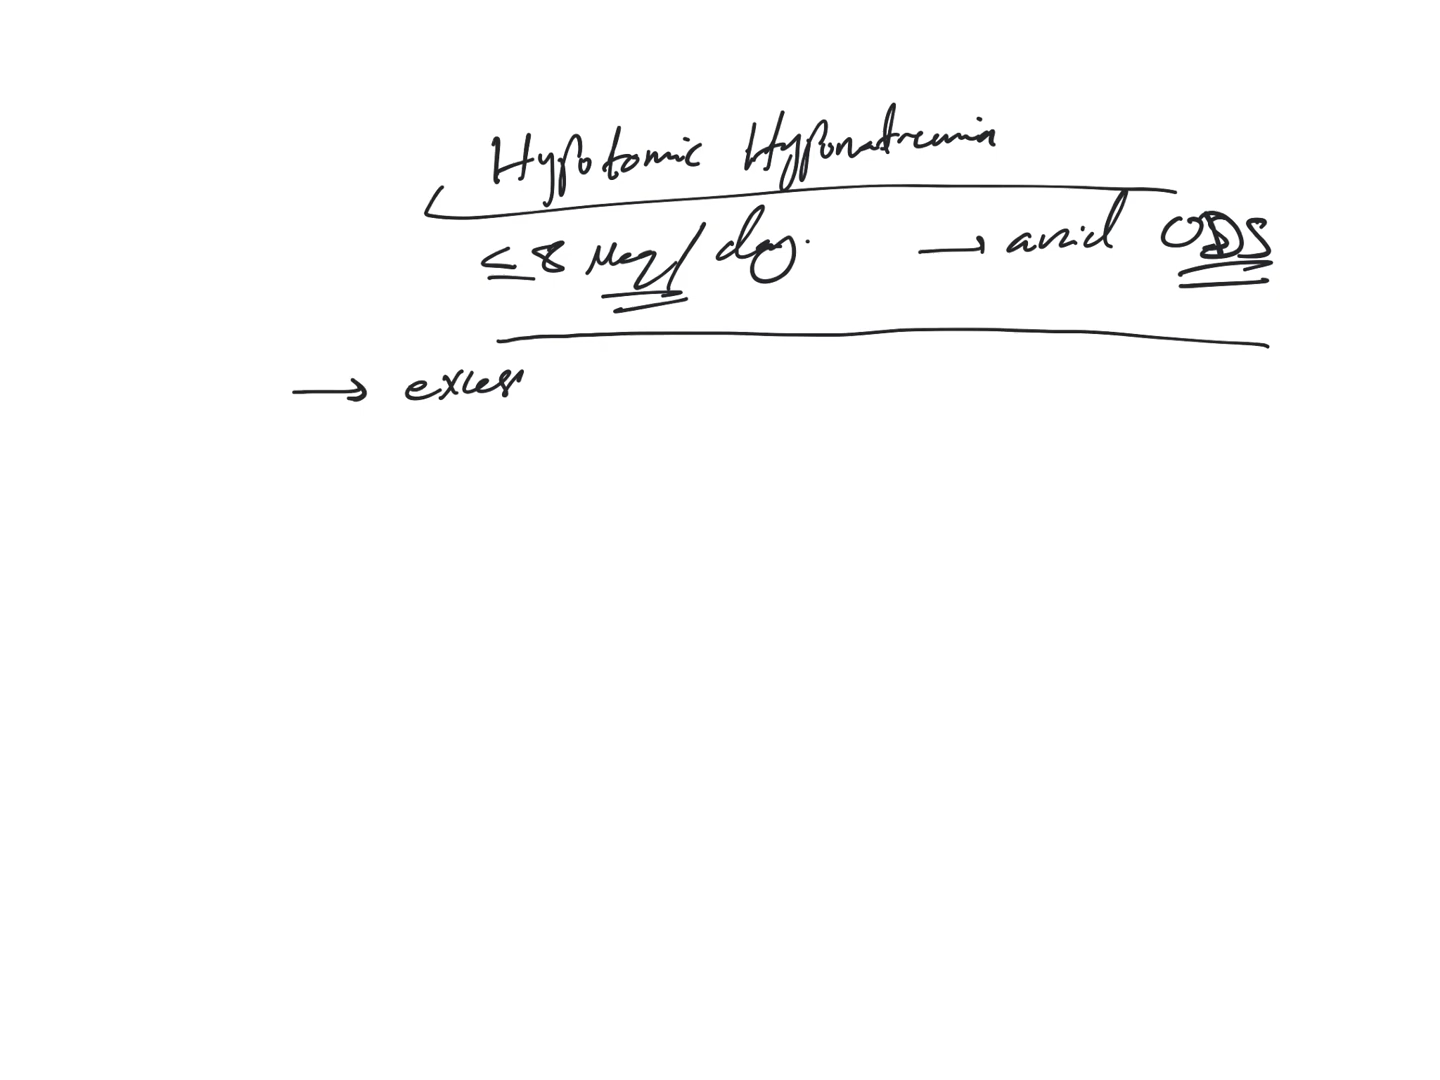 Hypotonic Hyponatremia
≤ 8 Meq/day. → avoid ODS
→ excess